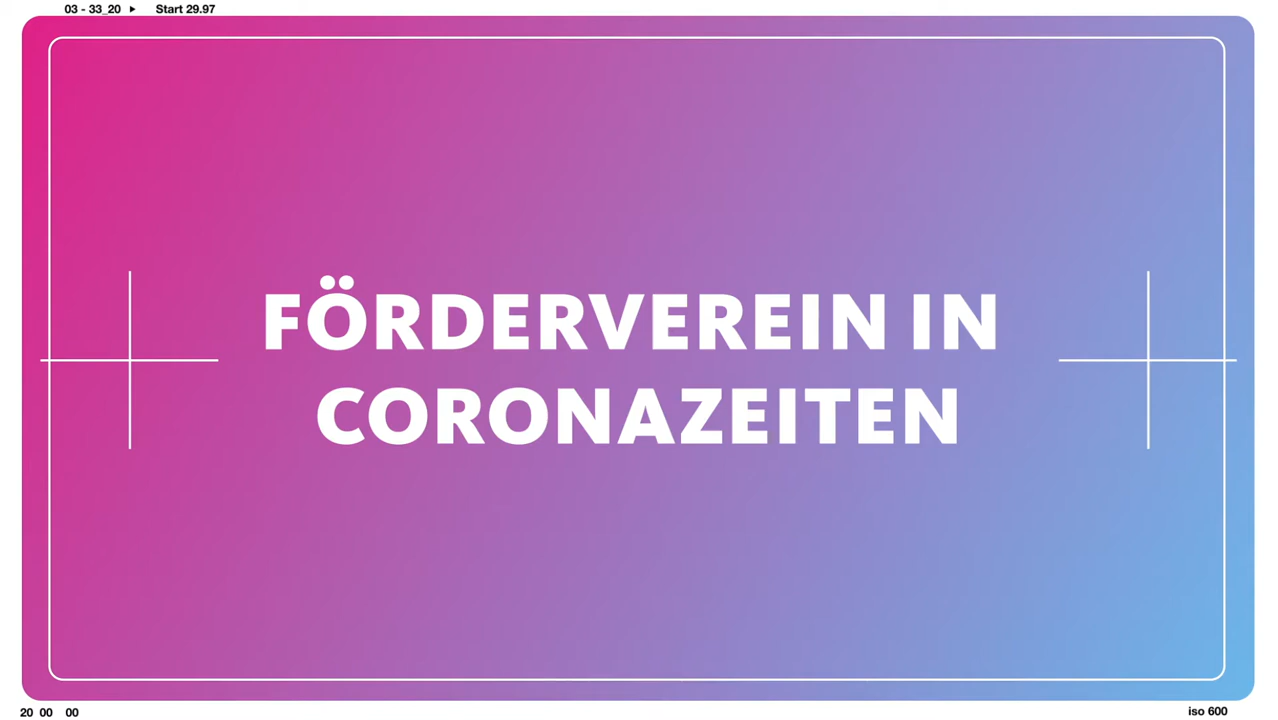 03 - 33_20 ▶ Start 29.97
FÖRDERVEREIN IN
CORONAZEITEN
20 00 00
iso 600